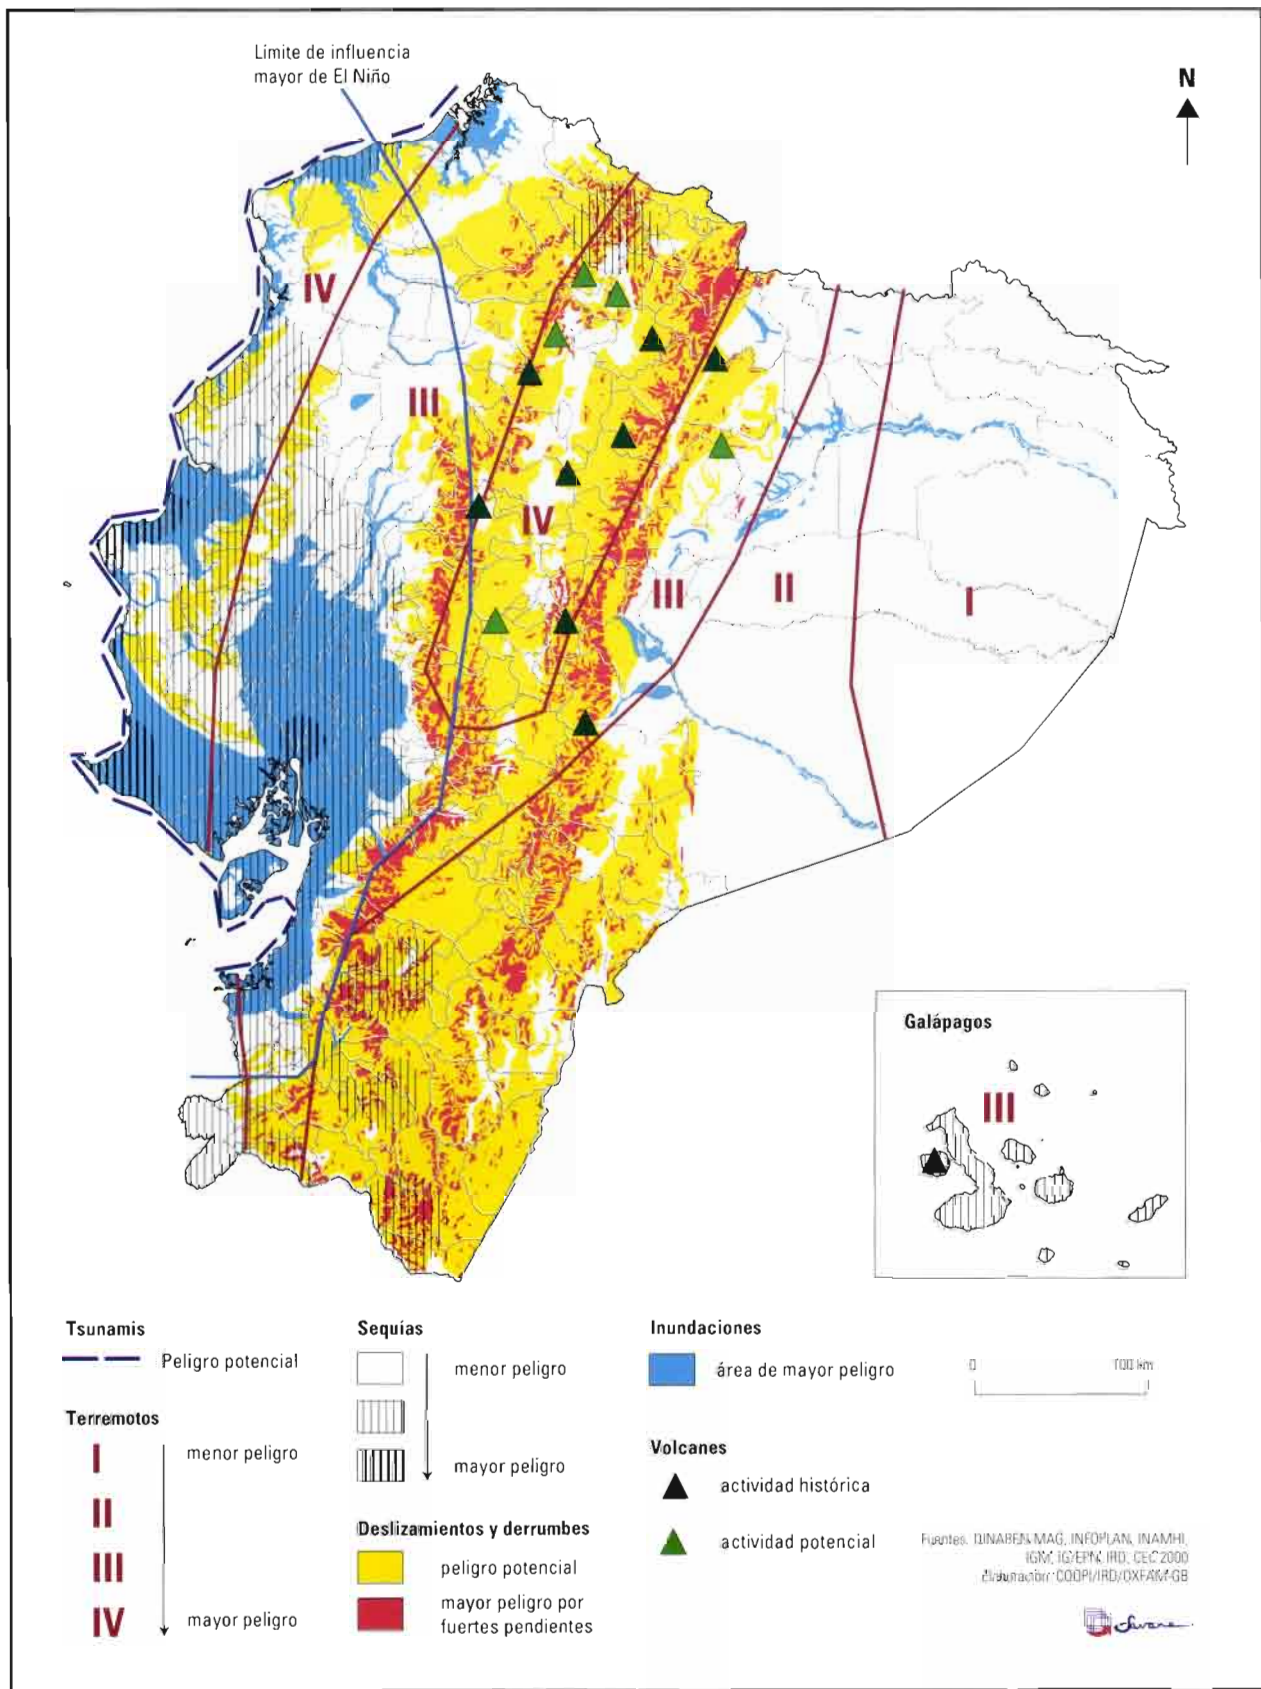 Límite de influencia
mayor de El Niño
N
IV
III
IV
III
II
I
Galápagos
III
Tsunamis
Peligro potencial
Terremotos
I
menor peligro
II
III
IV
mayor peligro
Sequías
menor peligro
mayor peligro
Deslizamientos y derrumbes
peligro potencial
mayor peligro por
fuertes pendientes
Inundaciones
área de mayor peligro
0 100 km
Volcanes
actividad histórica
actividad potencial
Fuentes: DINAREN-MAG, INFOPLAN, INAMHI,
IGM, IG/EPN, IRD, CEC 2000
Elaboración: COOPI/IRD/OXFAM-GB
Savane